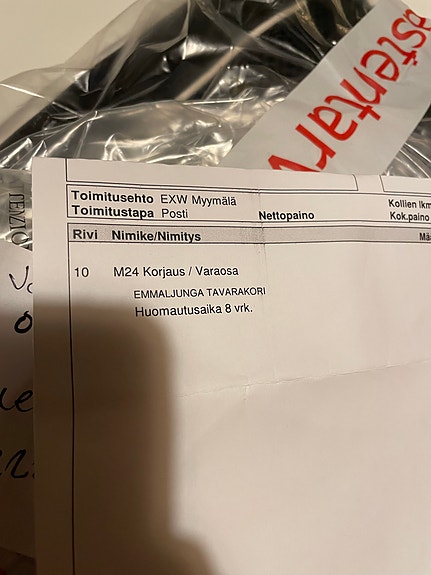 astentarv
Toimitusehto EXW Myymälä
Toimitustapa Posti Nettopaino
Kollien lkm
Kok.paino
Rivi Nimike/Nimitys
10 M24 Korjaus / Varaosa
EMMALJUNGA TAVARAKORI
Huomautusaika 8 vrk.